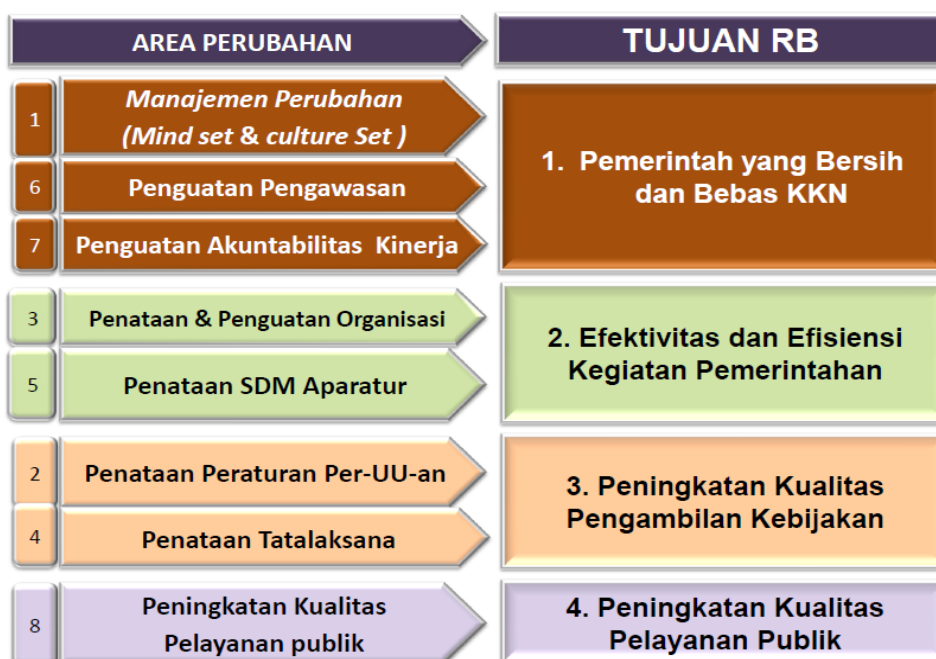 AREA PERUBAHAN
TUJUAN RB
1
Manajemen Perubahan
(Mind set & culture Set )
6
Penguatan Pengawasan
7
Penguatan Akuntabilitas Kinerja
1. Pemerintah yang Bersih
dan Bebas KKN
3
Penataan & Penguatan Organisasi
5
Penataan SDM Aparatur
2. Efektivitas dan Efisiensi
Kegiatan Pemerintahan
2
Penataan Peraturan Per-UU-an
4
Penataan Tatalaksana
3. Peningkatan Kualitas
Pengambilan Kebijakan
8
Peningkatan Kualitas
Pelayanan publik
4. Peningkatan Kualitas
Pelayanan Publik